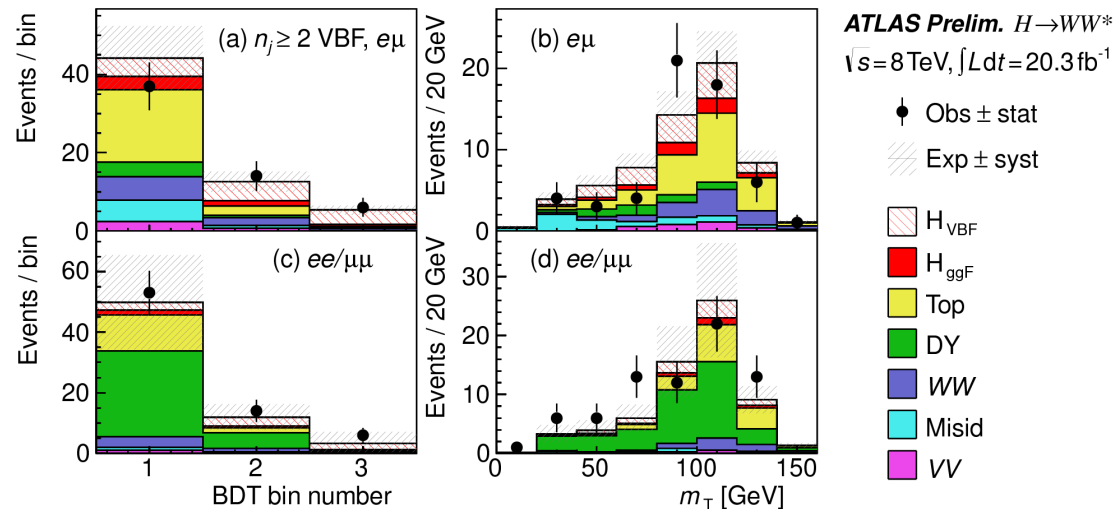 (a) n_j ≥ 2 VBF, eμ
Events / bin
40
20
0
(b) eμ
Events / 20 GeV
20
10
0
(c) ee/μμ
Events / bin
60
40
20
0
1
2
3
BDT bin number
(d) ee/μμ
Events / 20 GeV
30
20
10
0
0
50
100
150
m_T [GeV]
ATLAS Prelim. H→WW*
√s = 8 TeV, ∫Ldt = 20.3 fb⁻¹
Obs ± stat
Exp ± syst
H_VBF
H_ggF
Top
DY
WW
Misid
VV